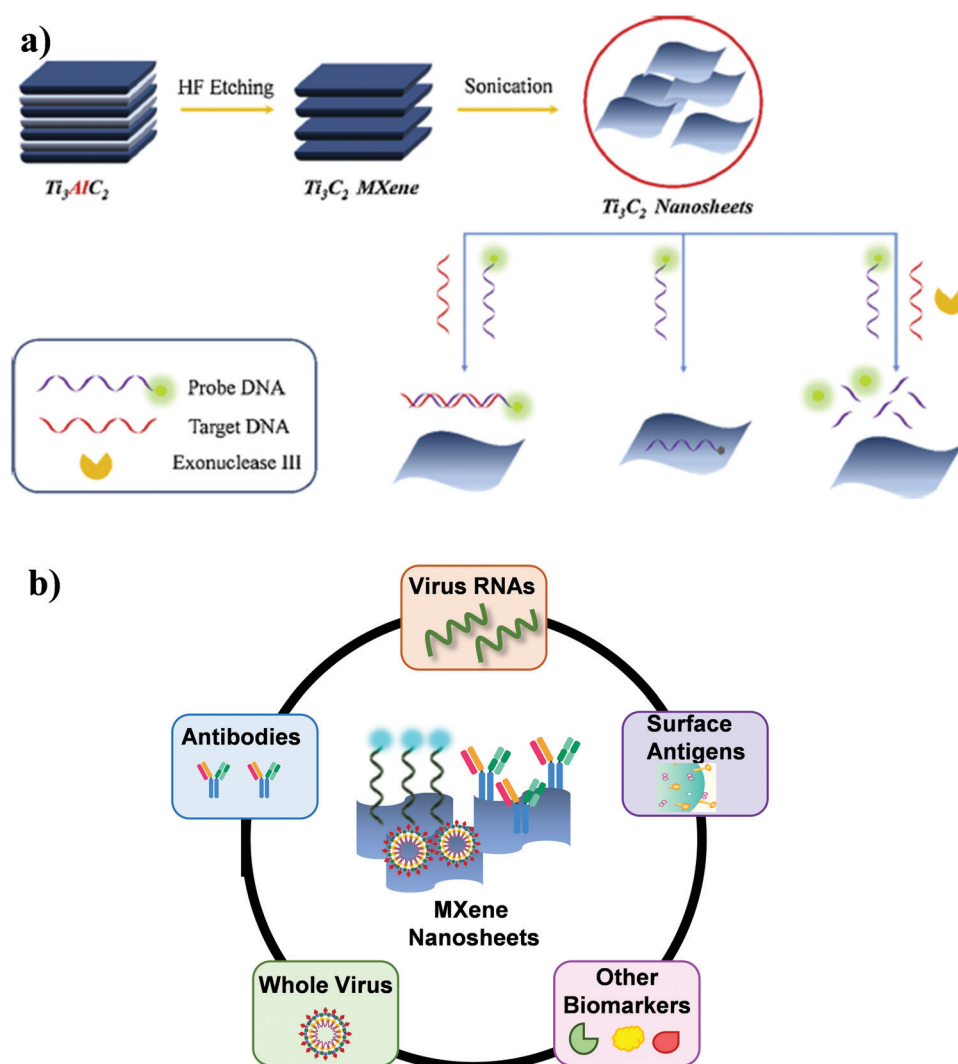 a)
HF Etching
Sonication
Ti₃AlC₂
Ti₃C₂ MXene
Ti₃C₂ Nanosheets
Probe DNA
Target DNA
Exonuclease III
b)
Virus RNAs
Antibodies
Surface
Antigens
MXene
Nanosheets
Whole Virus
Other
Biomarkers